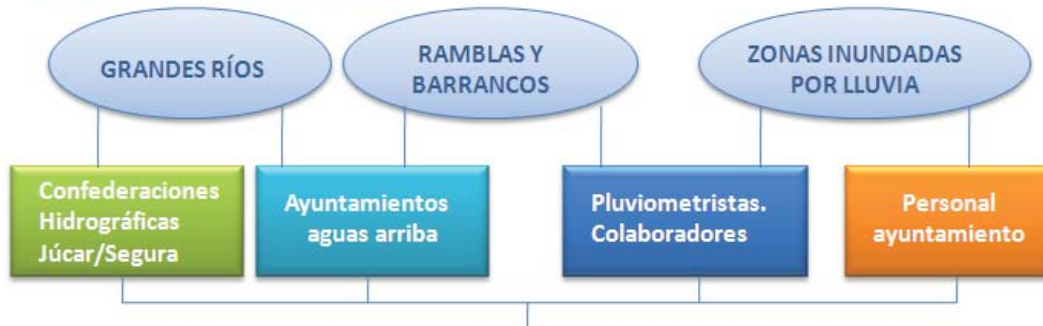 GRANDES RÍOS
RAMBLAS Y
BARRANCOS
ZONAS INUNDADAS
POR LLUVIA
Confederaciones
Hidrográficas
Júcar/Segura
Ayuntamientos
aguas arriba
Pluviometristas.
Colaboradores
Personal
ayuntamiento